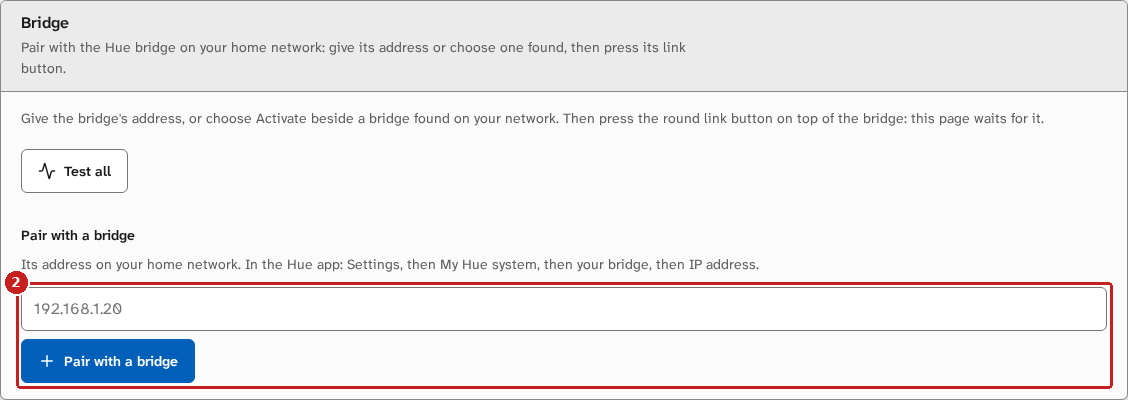 Bridge
Pair with the Hue bridge on your home network: give its address or choose one found, then press its link
button.
Give the bridge's address, or choose Activate beside a bridge found on your network. Then press the round link button on top of the bridge: this page waits for it.
Test all
Pair with a bridge
Its address on your home network. In the Hue app: Settings, then My Hue system, then your bridge, then IP address.
2
192.168.1.20
Pair with a bridge